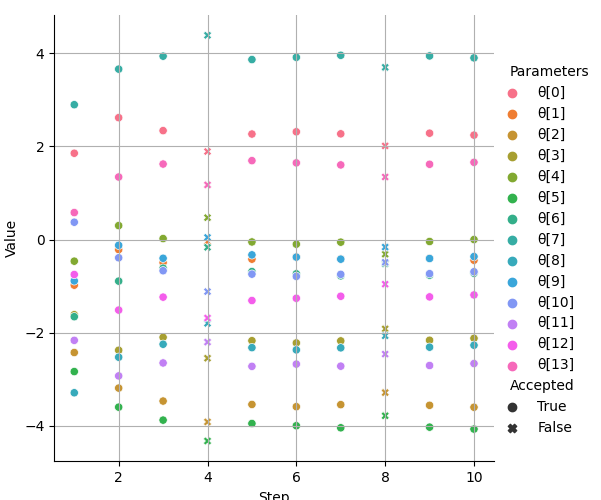 Value
4
2
0
−2
−4
2
4
6
8
10
Step
Parameters
θ[0]
θ[1]
θ[2]
θ[3]
θ[4]
θ[5]
θ[6]
θ[7]
θ[8]
θ[9]
θ[10]
θ[11]
θ[12]
θ[13]
Accepted
True
False